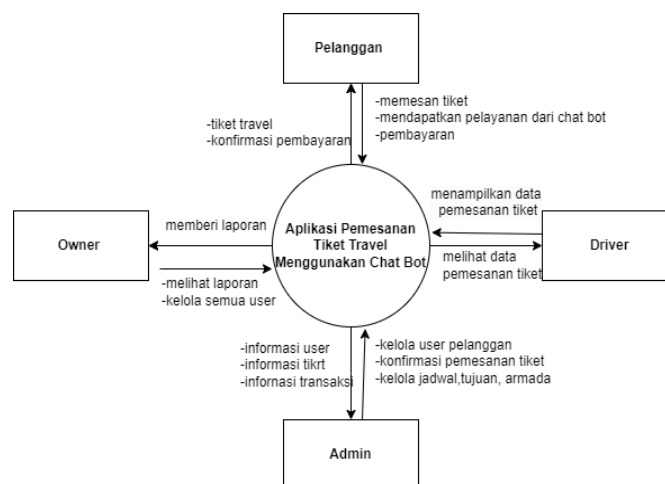 Pelanggan
-memesan tiket
-mendapatkan pelayanan dari chat bot
-pembayaran
-tiket travel
-konfirmasi pembayaran
Owner
memberi laporan
-melihat laporan
-kelola semua user
Aplikasi Pemesanan
Tiket Travel
Menggunakan Chat Bot
menampilkan data
pemesanan tiket
melihat data
pemesanan tiket
Driver
-informasi user
-informasi tikrt
-infornasi transaksi
-kelola user pelanggan
-konfirmasi pemesanan tiket
-kelola jadwal,tujuan, armada
Admin